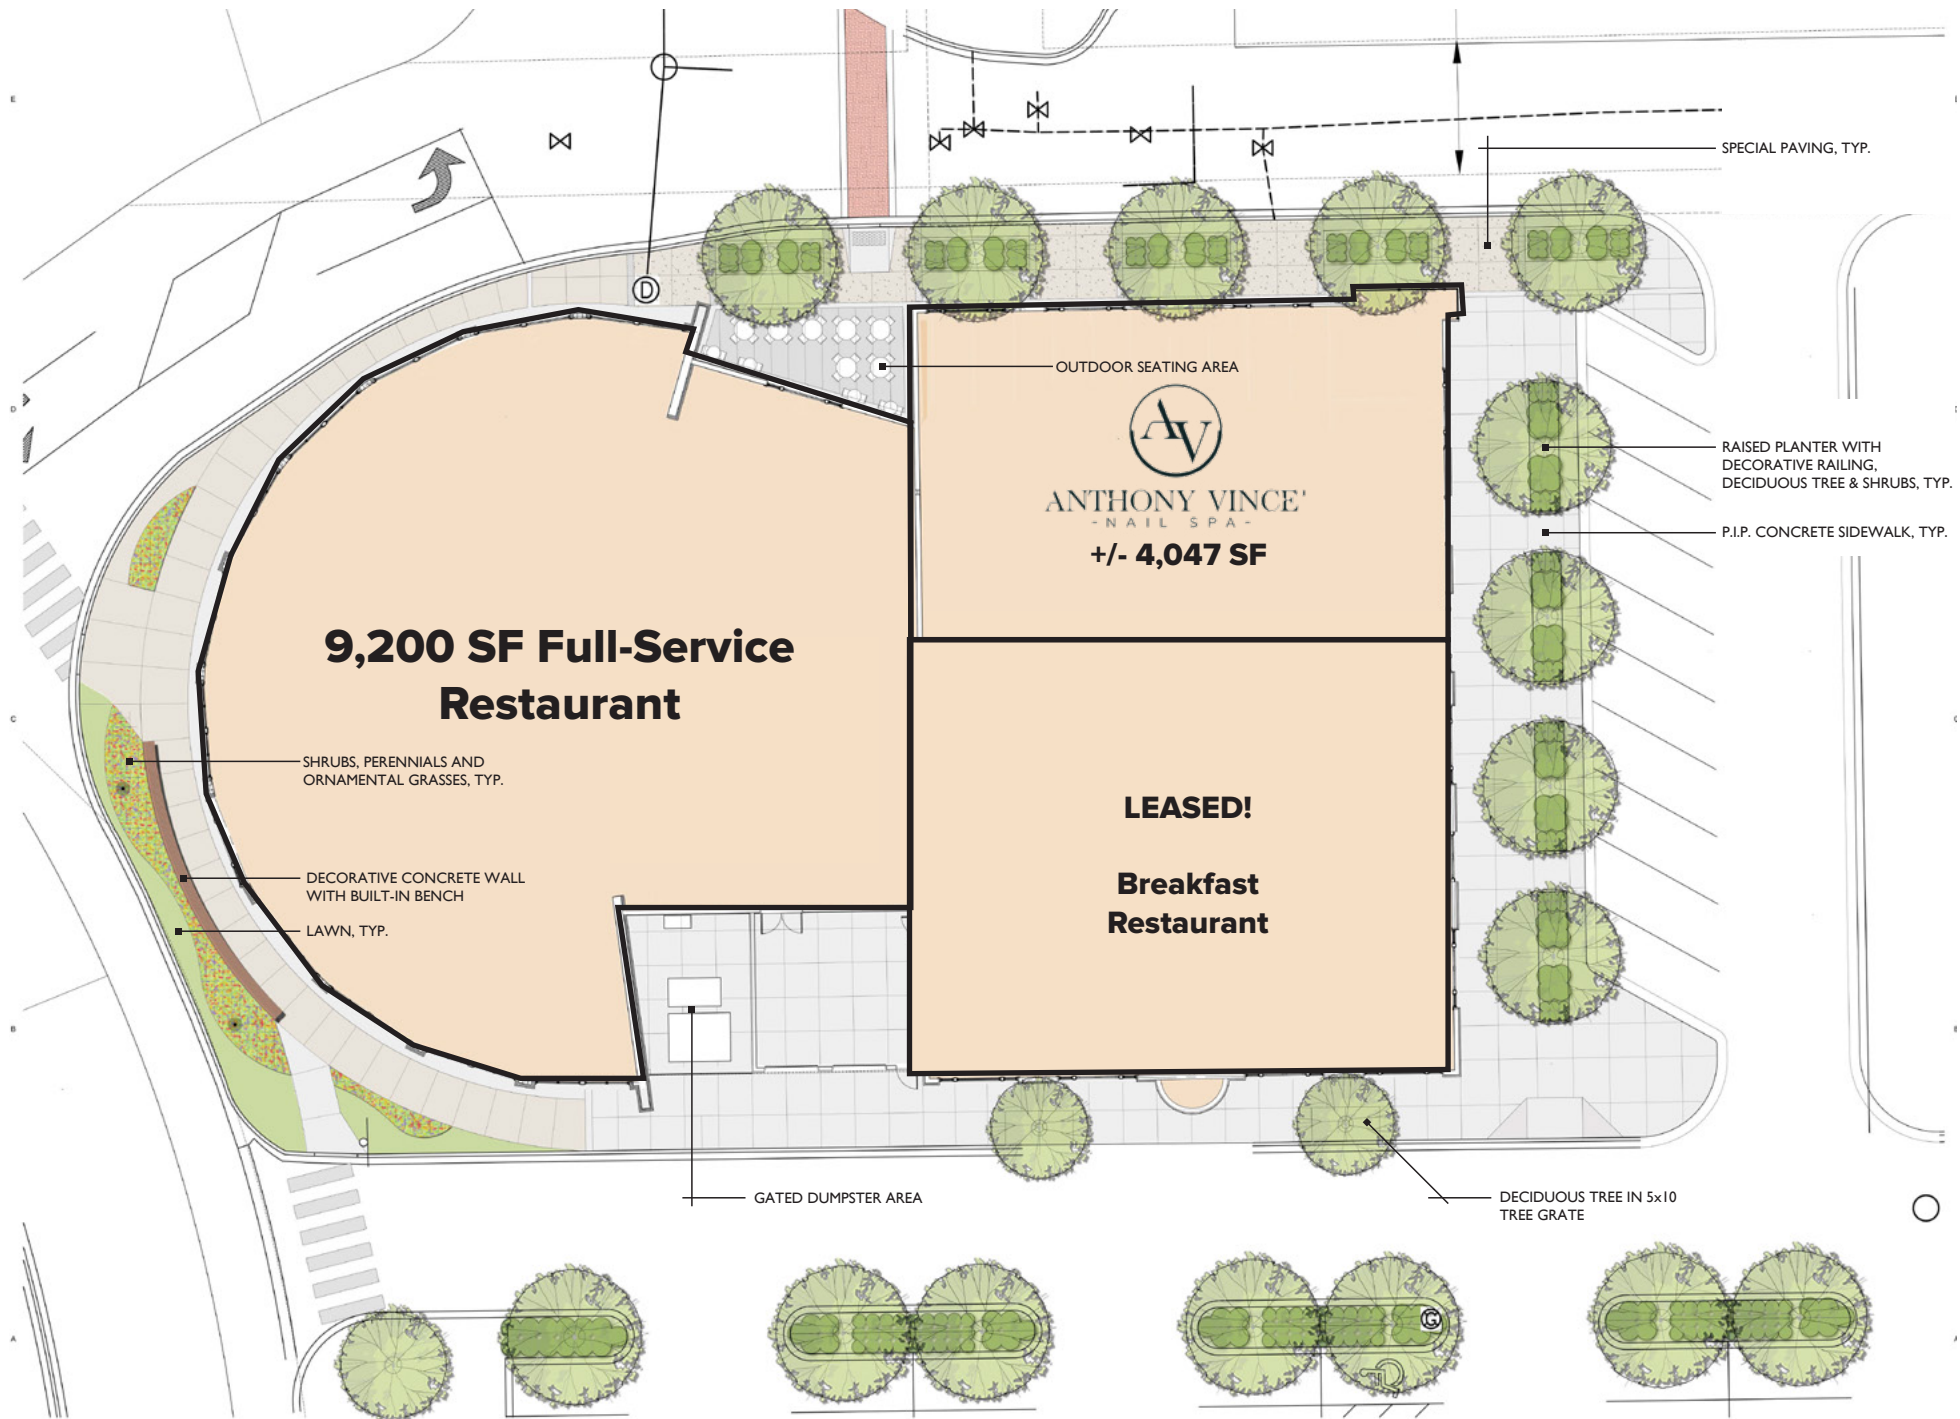 E
SPECIAL PAVING, TYP.
D
OUTDOOR SEATING AREA
D
AV
ANTHONY VINCE'
-NAIL SPA-
+/- 4,047 SF
RAISED PLANTER WITH
DECORATIVE RAILING,
DECIDUOUS TREE & SHRUBS, TYP.
P.I.P. CONCRETE SIDEWALK, TYP.
9,200 SF Full-Service
Restaurant
C
SHRUBS, PERENNIALS AND
ORNAMENTAL GRASSES, TYP.
LEASED!
Breakfast
Restaurant
DECORATIVE CONCRETE WALL
WITH BUILT-IN BENCH
LAWN, TYP.
B
GATED DUMPSTER AREA
DECIDUOUS TREE IN 5x10
TREE GRATE
G
A